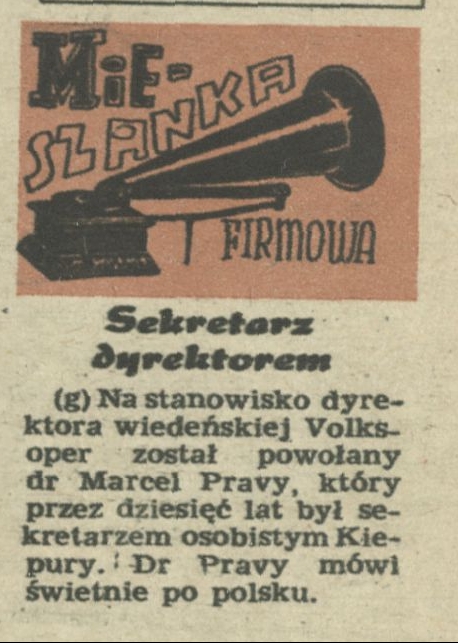 MIE-
SZANKA
FIRMOWA
Sekretarz
dyrektorem
(g) Na stanowisko dyre-
ktora wiedeńskiej Volks-
oper został powołany
dr Marcel Pravy, który
przez dziesięć lat był se-
kretarzem osobistym Kie-
pury. Dr Pravy mówi
świetnie po polsku.